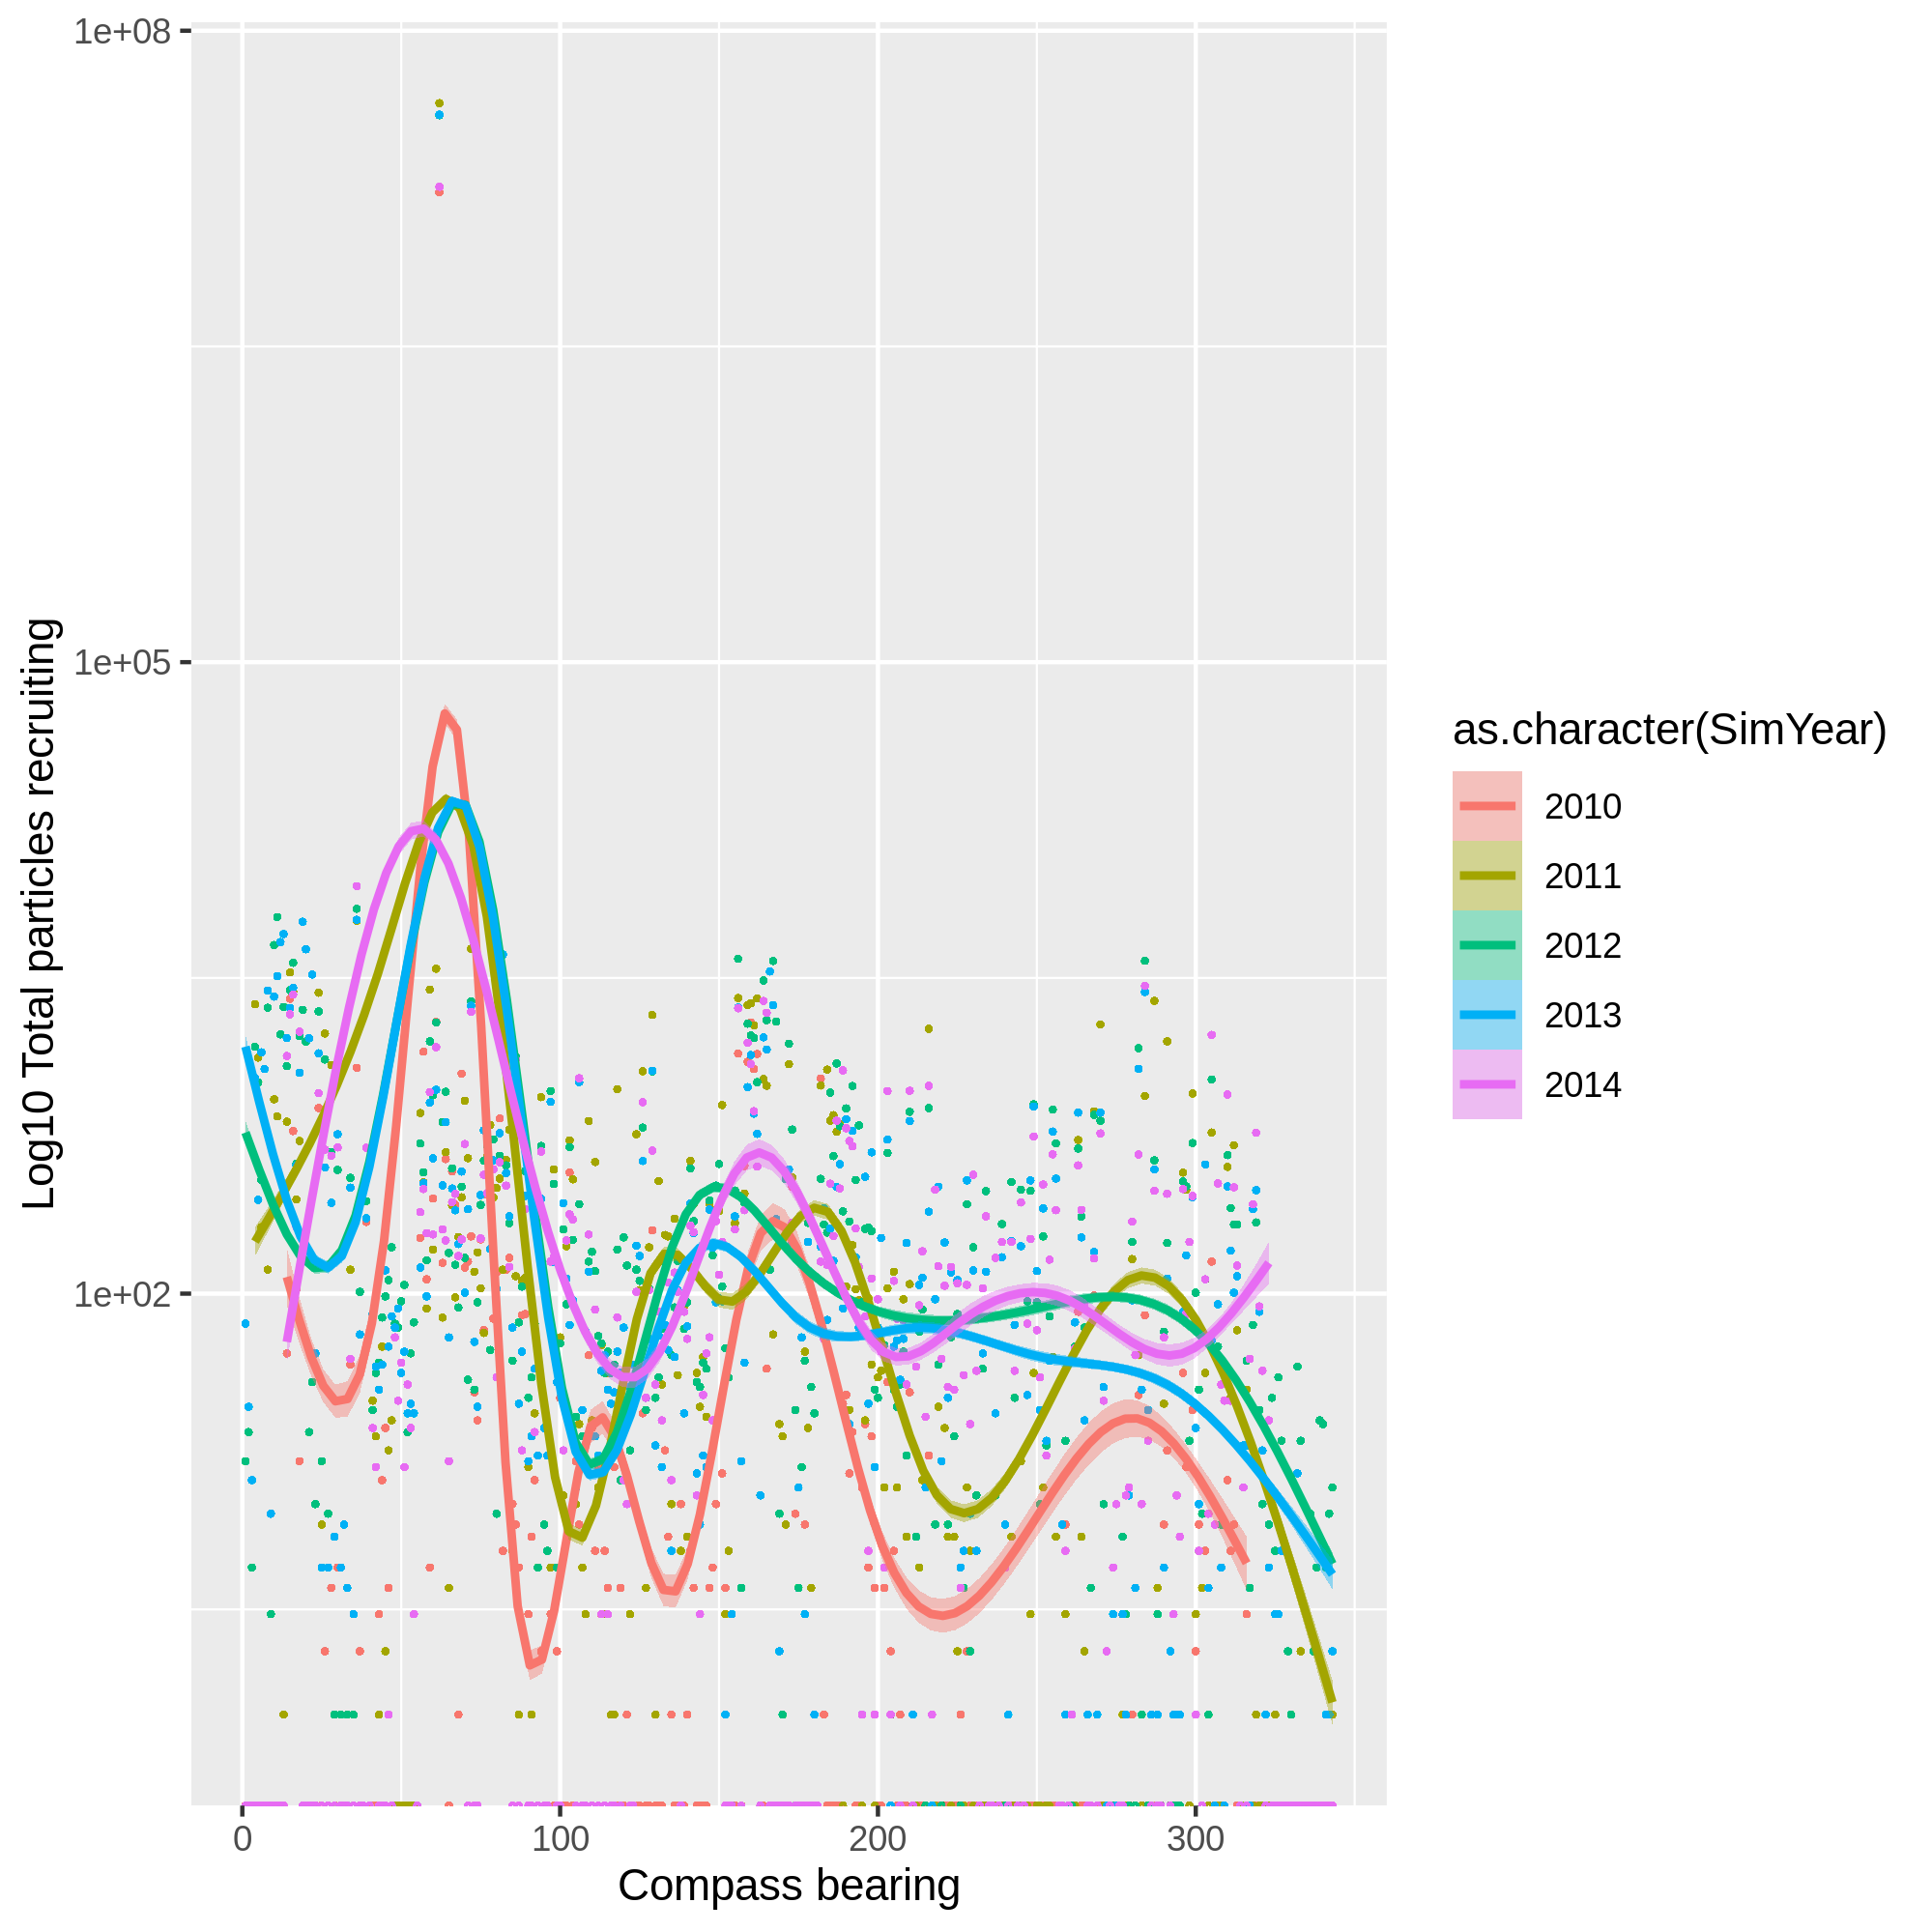 1e+08
1e+05
1e+02
Log10 Total particles recruiting
0 100 200 300
Compass bearing
as.character(SimYear)
2010
2011
2012
2013
2014